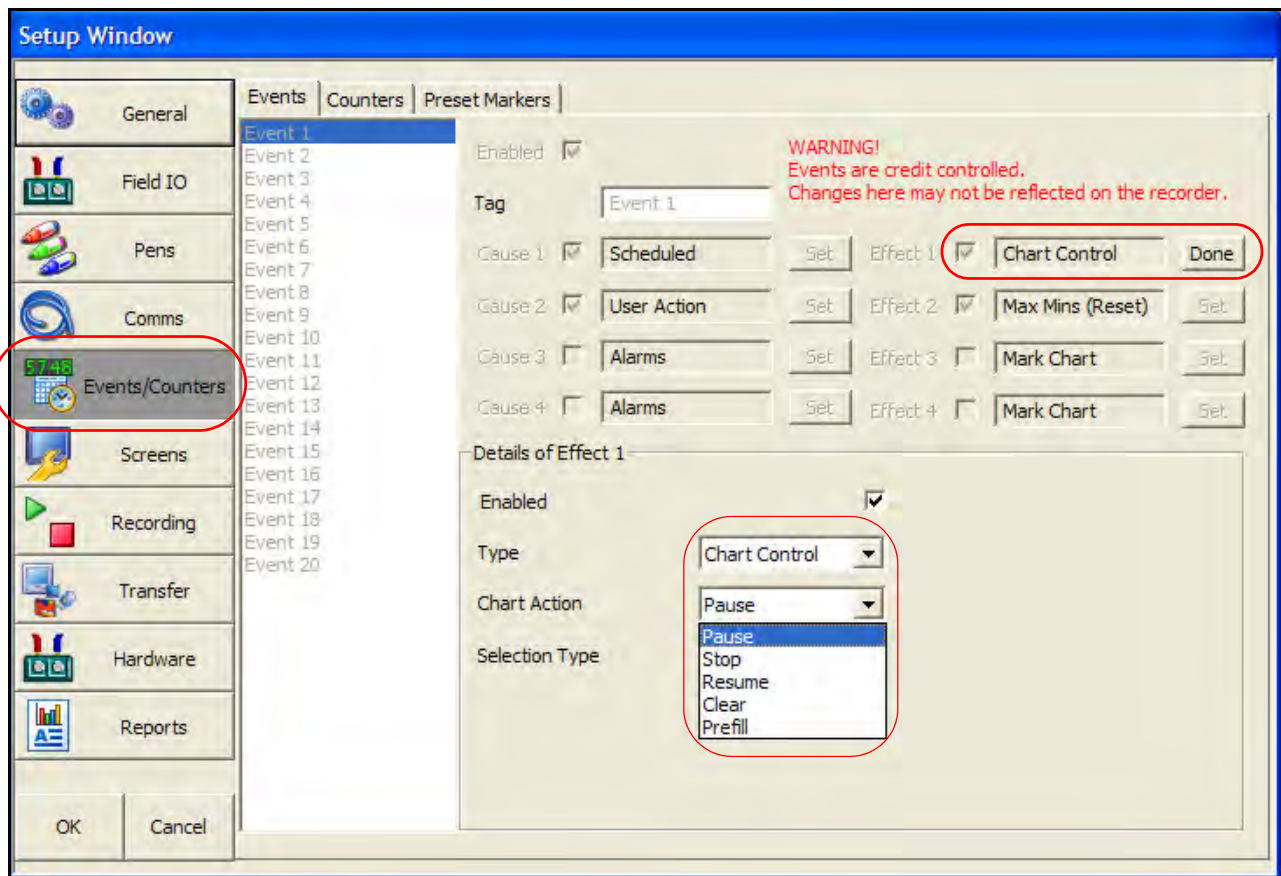 Setup Window
General
Field IO
Pens
Comms
5748
Events/Counters
Screens
Recording
Transfer
Hardware
Reports
OK
Cancel
Events
Counters
Preset Markers
Event 1
Event 2
Event 3
Event 4
Event 5
Event 6
Event 7
Event 8
Event 9
Event 10
Event 11
Event 12
Event 13
Event 14
Event 15
Event 16
Event 17
Event 18
Event 19
Event 20
Enabled
WARNING!
Events are credit controlled.
Changes here may not be reflected on the recorder.
Tag Event 1
Cause 1 Scheduled Set Effect 1 Chart Control Done
Cause 2 User Action Set Effect 2 Max Mins (Reset) Set
Cause 3 Alarms Set Effect 3 Mark Chart Set
Cause 4 Alarms Set Effect 4 Mark Chart Set
Details of Effect 1
Enabled
Type Chart Control
Chart Action Pause
Selection Type
Pause
Stop
Resume
Clear
Prefill